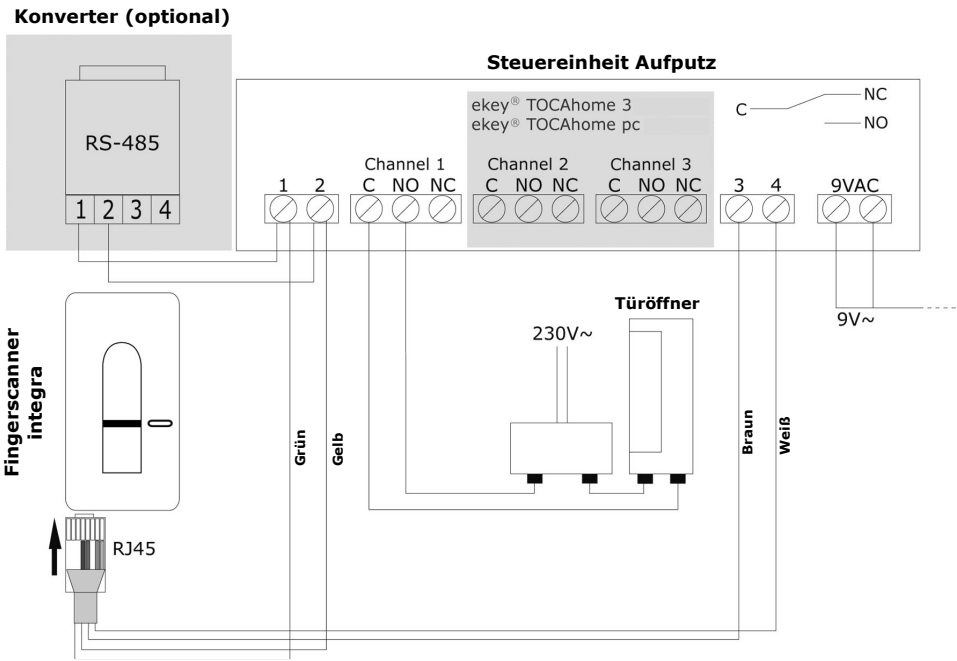 Konverter (optional)
Steuereinheit Aufputz
RS-485
1 2 3 4
ekey® TOCAhome 3
ekey® TOCAhome pc
C
NC
NO
Channel 1
Channel 2
Channel 3
1 2
C NO NC
C NO NC
C NO NC
3 4
9VAC
9V~
Fingerscanner
integra
RJ45
Grün
Gelb
230V~
Türöffner
Braun
Weiß